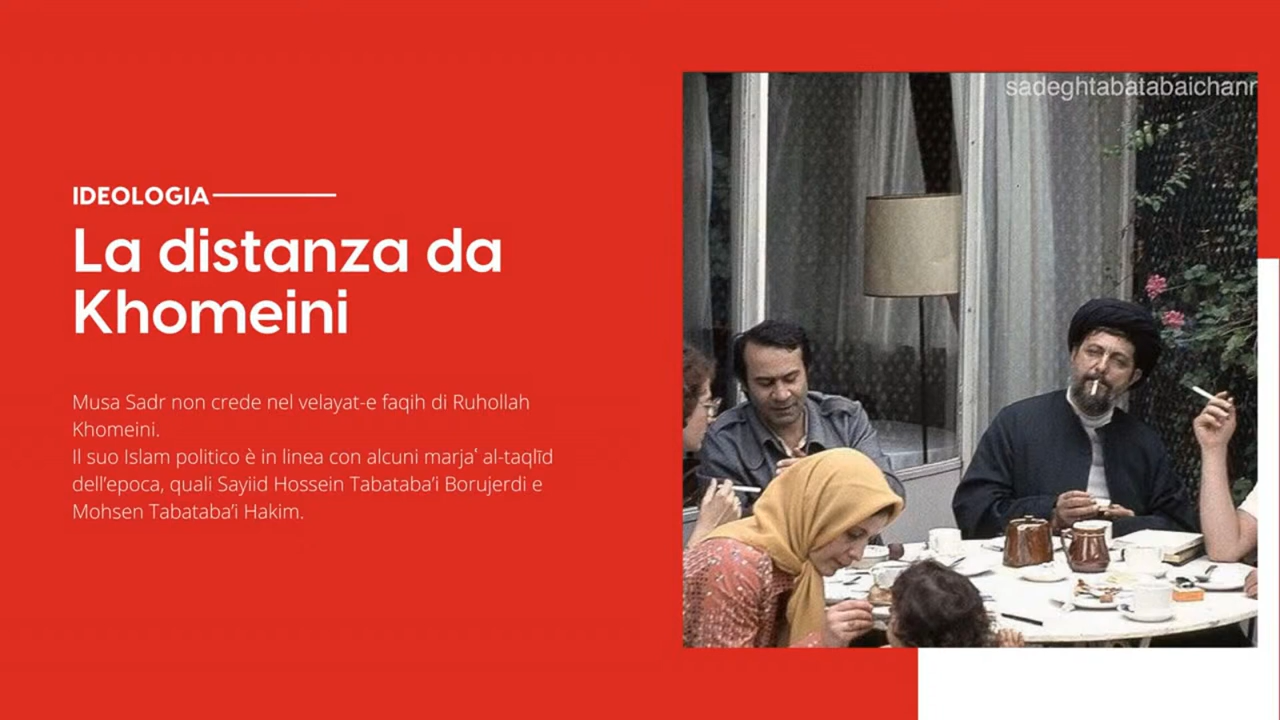 IDEOLOGIA
La distanza da
Khomeini
Musa Sadr non crede nel velayat-e faqih di Ruhollah
Khomeini.
Il suo Islam politico è in linea con alcuni marjaʿ al-taqlīd
dell'epoca, quali Sayiid Hossein Tabataba'i Borujerdi e
Mohsen Tabataba'i Hakim.
sadeghtabatabaichanr